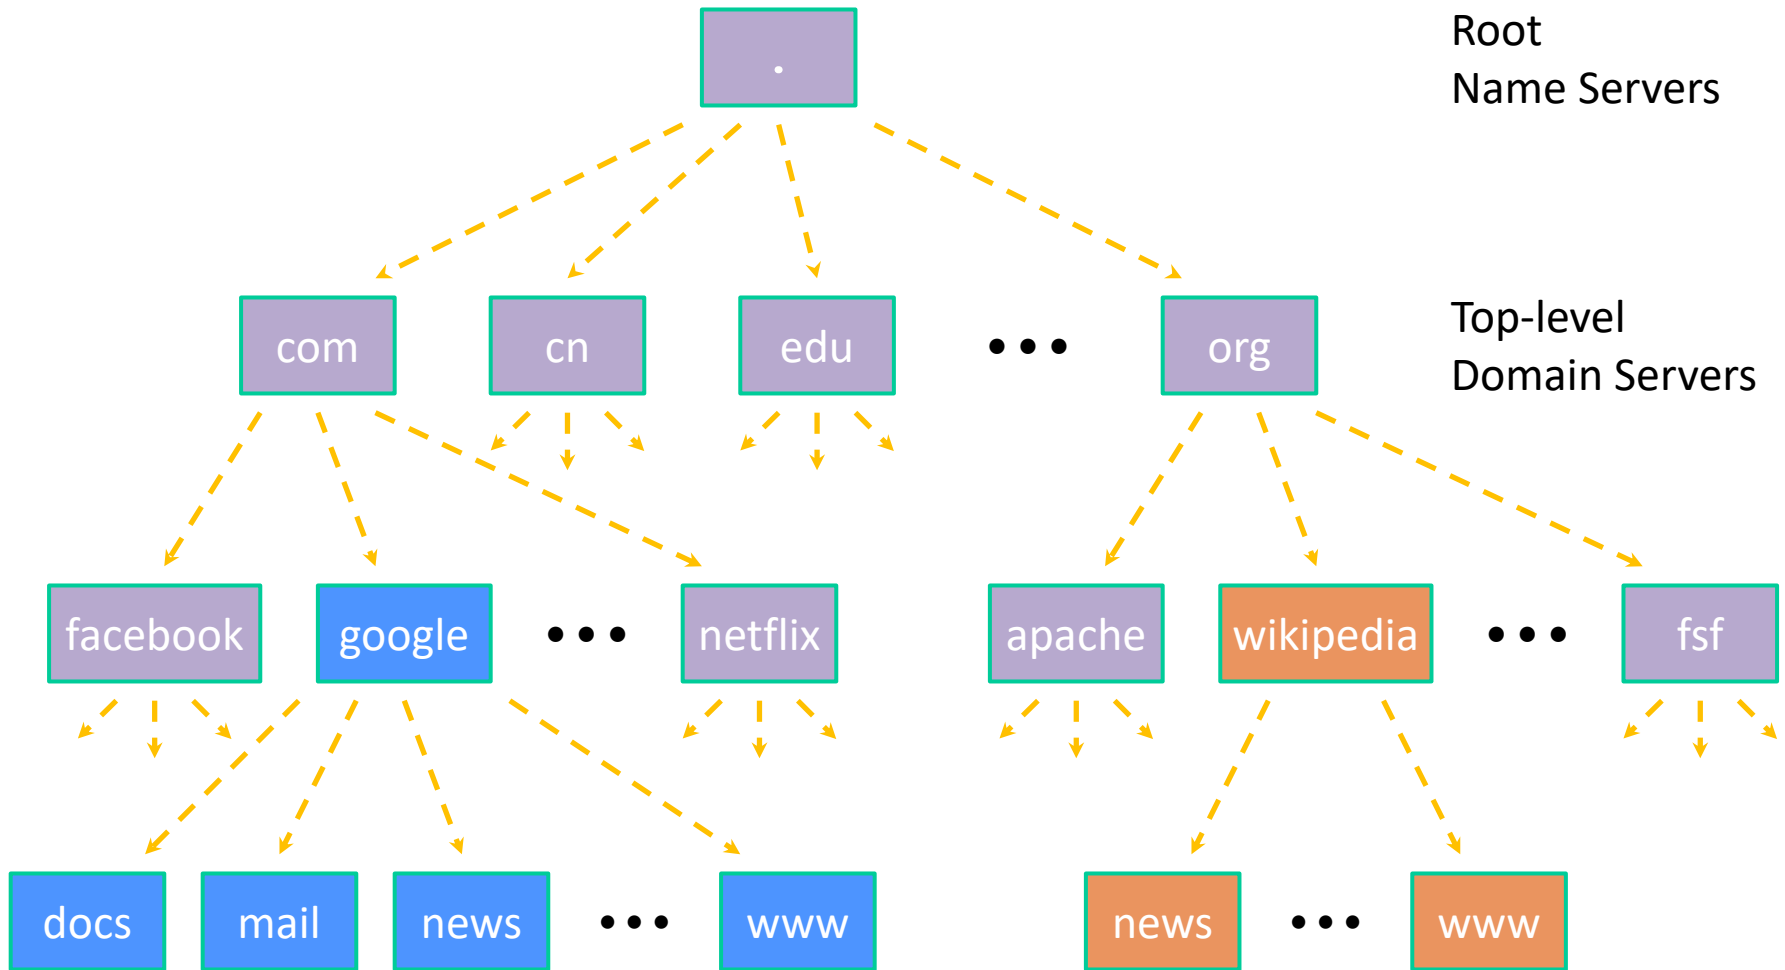 .
Root
Name Servers
com
cn
edu
•••
org
Top-level
Domain Servers
facebook
google
•••
netflix
apache
wikipedia
•••
fsf
docs
mail
news
•••
www
news
•••
www